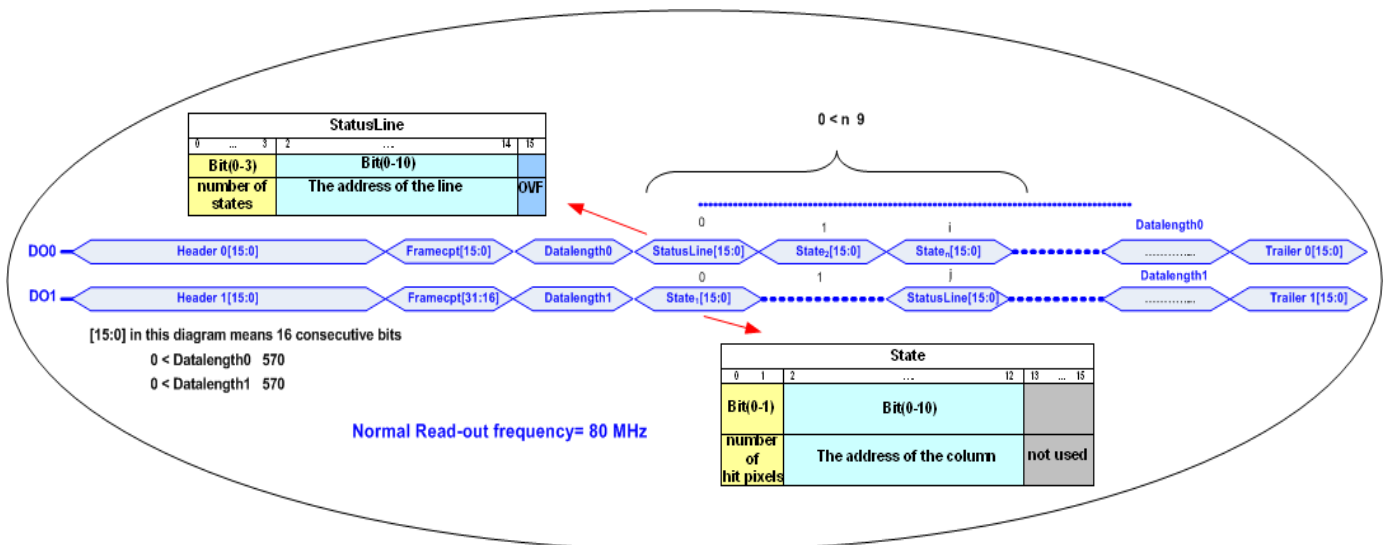 StatusLine
0 ... 3 2 ... 14 15
Bit(0-3) Bit(0-10)
number of states The address of the line OVF
0 < n 9
0 1 i Datalength0
DO0 Header 0[15:0] Framecpt[15:0] Datalength0 StatusLine[15:0] State2[15:0] Staten[15:0] .............. Trailer 0[15:0]
0 1 j Datalength1
DO1 Header 1[15:0] Framecpt[31:16] Datalength1 State1[15:0] StatusLine[15:0] .............. Trailer 1[15:0]
[15:0] in this diagram means 16 consecutive bits
0 < Datalength0 570
0 < Datalength1 570
Normal Read-out frequency= 80 MHz
State
0 1 2 ... 12 13 ... 15
Bit(0-1) Bit(0-10)
number of hit pixels The address of the column not used